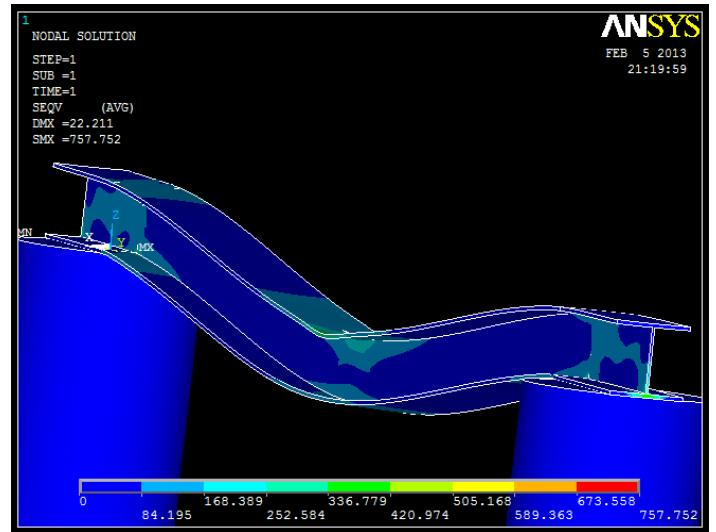 1
NODAL SOLUTION
STEP=1
SUB =1
TIME=1
SEQV (AVG)
DMX =22.211
SMX =757.752
ANSYS
FEB 5 2013
21:19:59
Z
MN
X
Y
MX
0
84.195
168.389
252.584
336.779
420.974
505.168
589.363
673.558
757.752